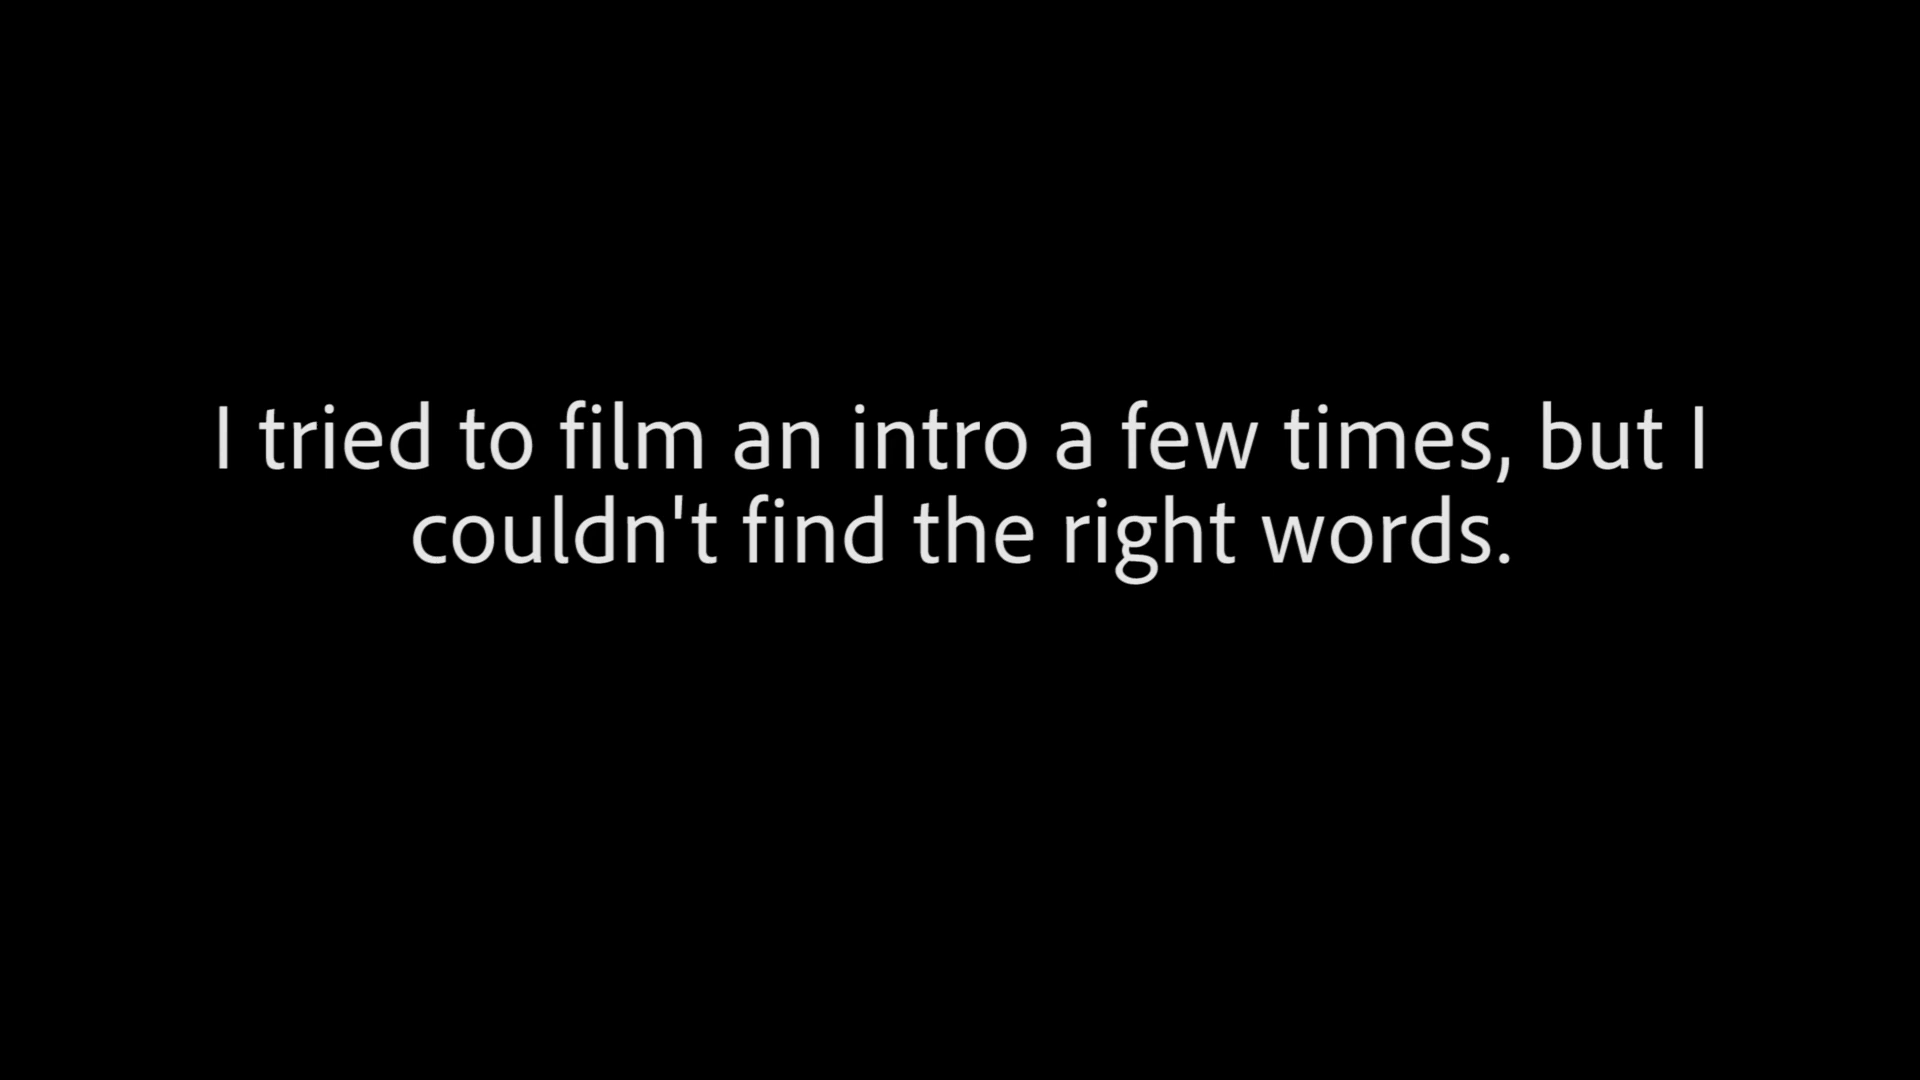 I tried to film an intro a few times, but I
couldn't find the right words.